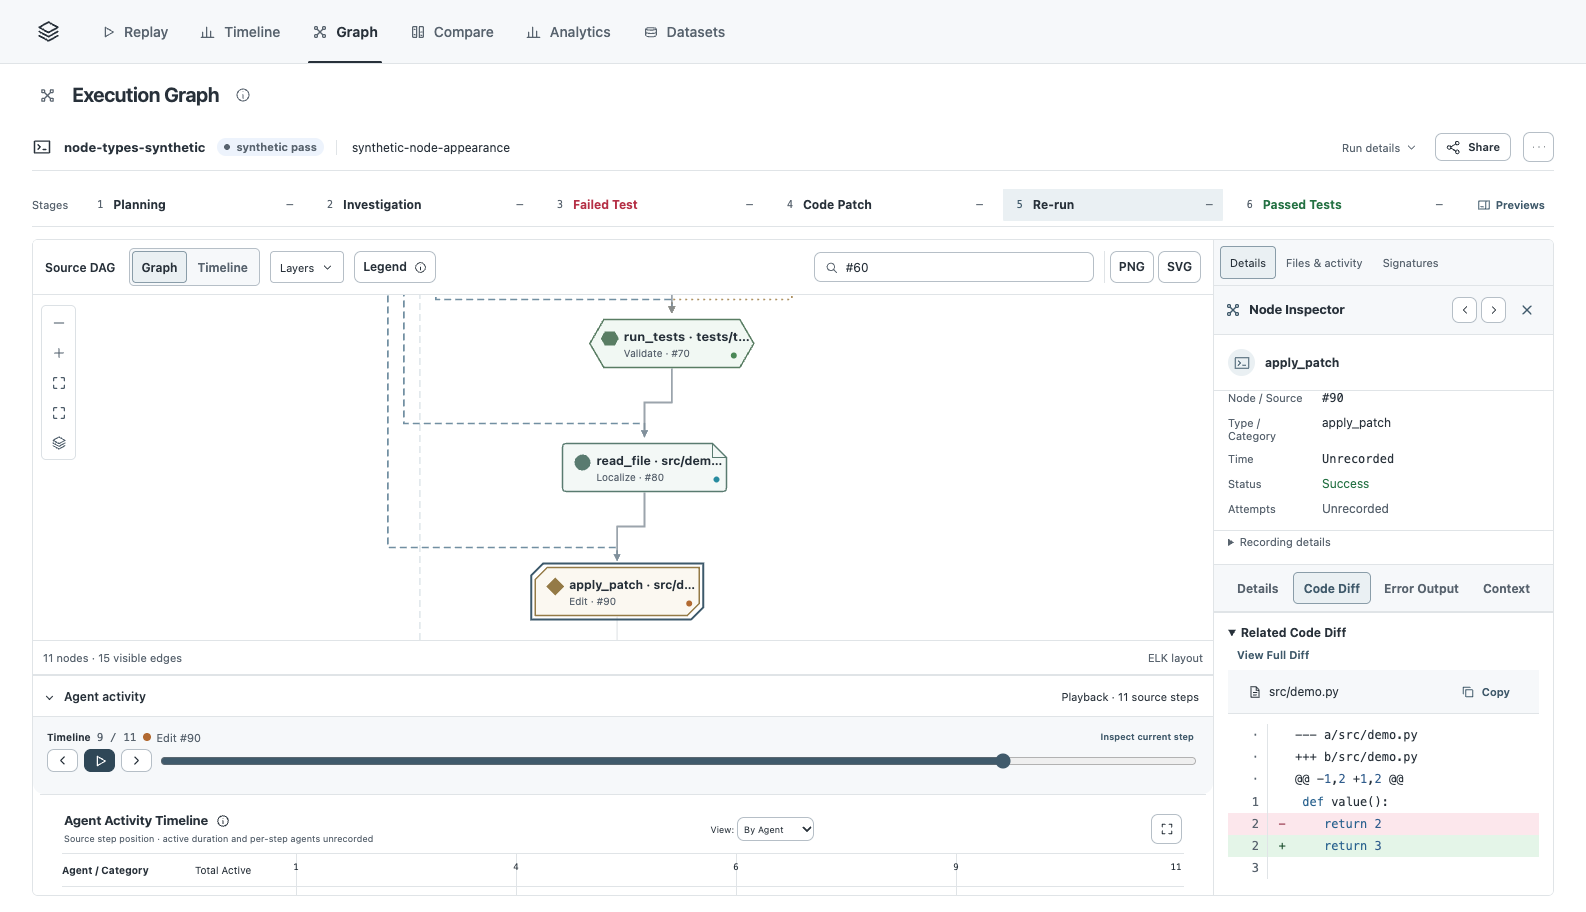 Replay
Timeline
Graph
Compare
Analytics
Datasets
Execution Graph
node-types-synthetic
synthetic pass
synthetic-node-appearance
Run details
Share
Stages
1 Planning –
2 Investigation –
3 Failed Test –
4 Code Patch –
5 Re-run –
6 Passed Tests –
Previews
Source DAG
Graph
Timeline
Layers
Legend
#60
PNG
SVG
run_tests · tests/t...
Validate · #70
read_file · src/dem...
Localize · #80
apply_patch · src/d...
Edit · #90
11 nodes · 15 visible edges
ELK layout
Agent activity
Playback · 11 source steps
Timeline 9 / 11 Edit #90
Inspect current step
Agent Activity Timeline
Source step position · active duration and per-step agents unrecorded
View: By Agent
Agent / Category
Total Active
1
4
6
9
11
Details
Files & activity
Signatures
Node Inspector
apply_patch
Node / Source #90
Type / Category apply_patch
Time Unrecorded
Status Success
Attempts Unrecorded
Recording details
Details
Code Diff
Error Output
Context
Related Code Diff
View Full Diff
src/demo.py
Copy
· --- a/src/demo.py
· +++ b/src/demo.py
· @@ -1,2 +1,2 @@
1 def value():
2 - return 2
2 + return 3
3